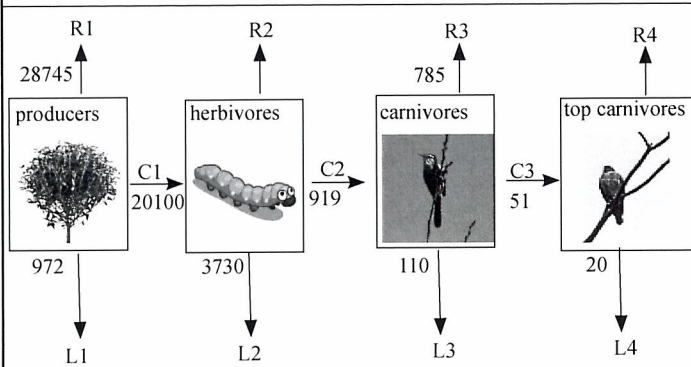 R1 R2 R3 R4
28745 785
producers herbivores carnivores top carnivores
C1 C2 C3
20100 919 51
972 3730 110 20
L1 L2 L3 L4